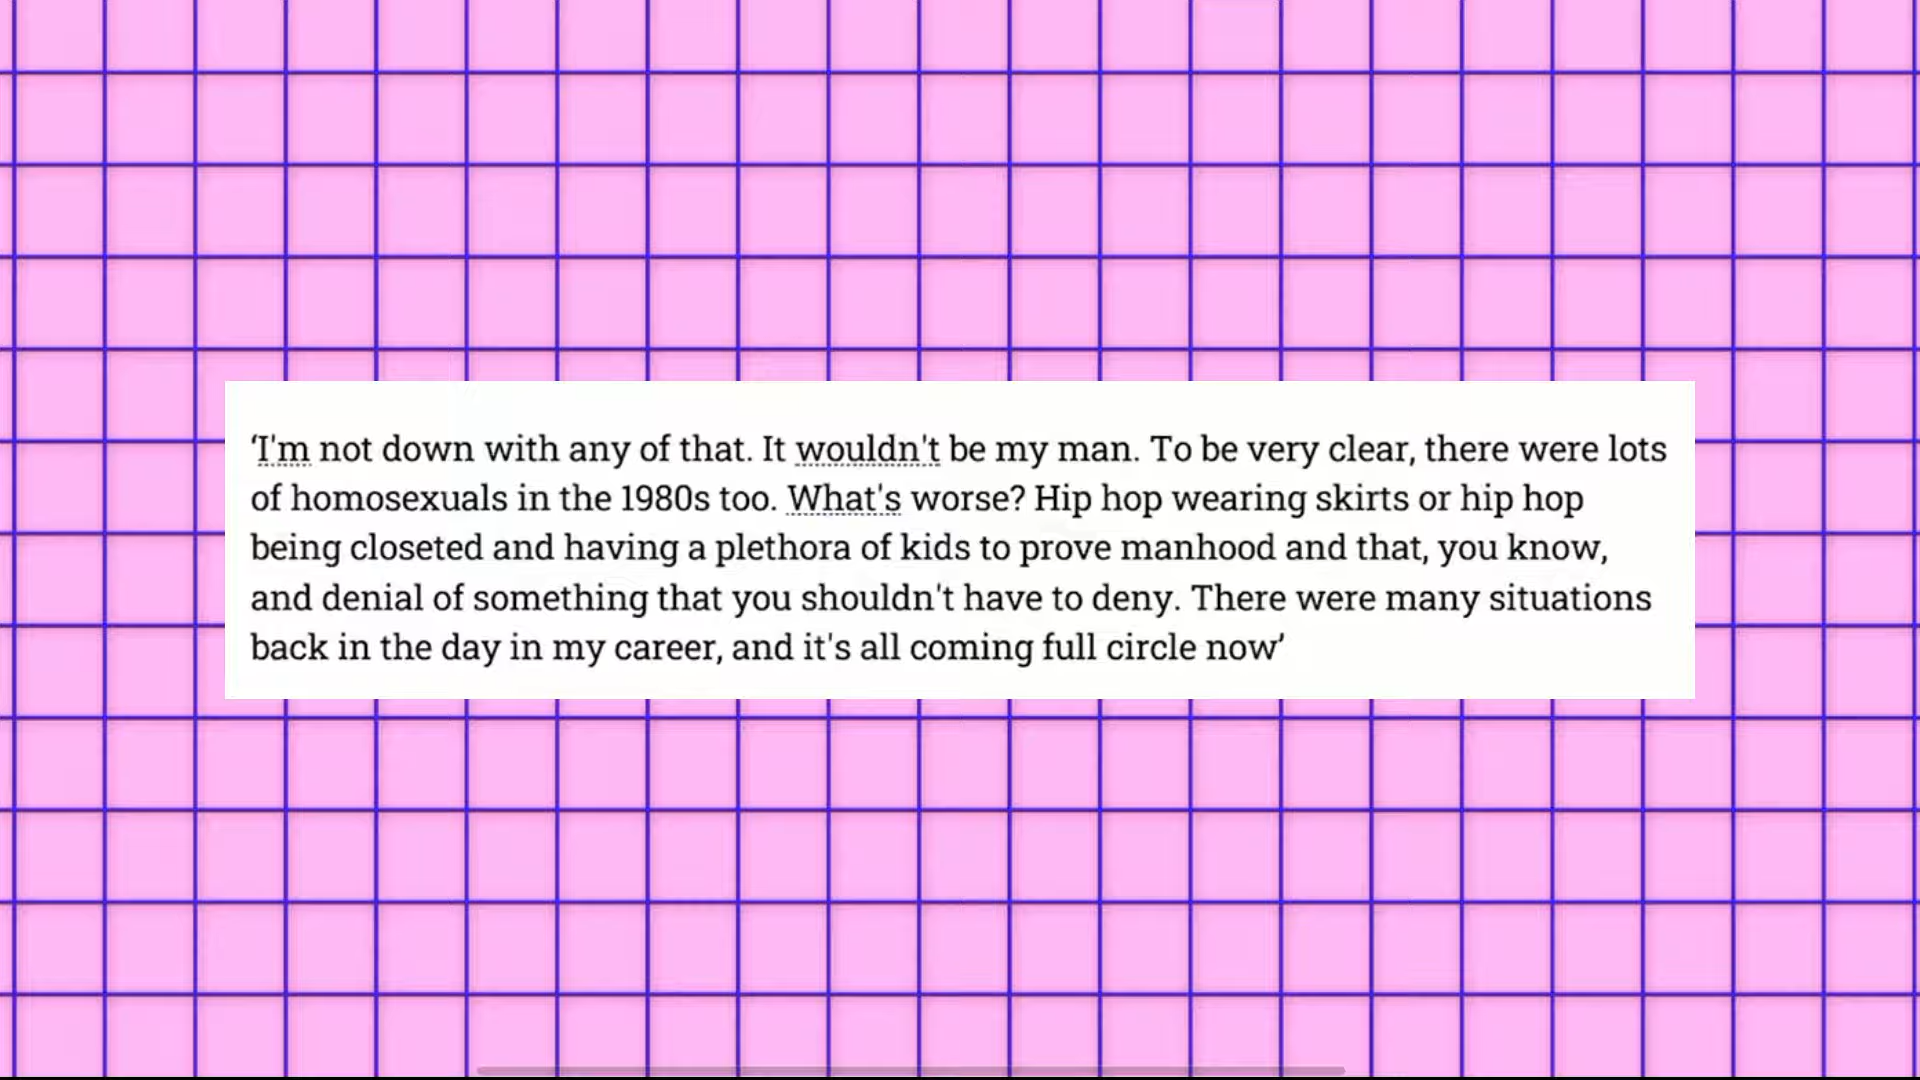 ‘I'm not down with any of that. It wouldn't be my man. To be very clear, there were lots
of homosexuals in the 1980s too. What's worse? Hip hop wearing skirts or hip hop
being closeted and having a plethora of kids to prove manhood and that, you know,
and denial of something that you shouldn't have to deny. There were many situations
back in the day in my career, and it's all coming full circle now’